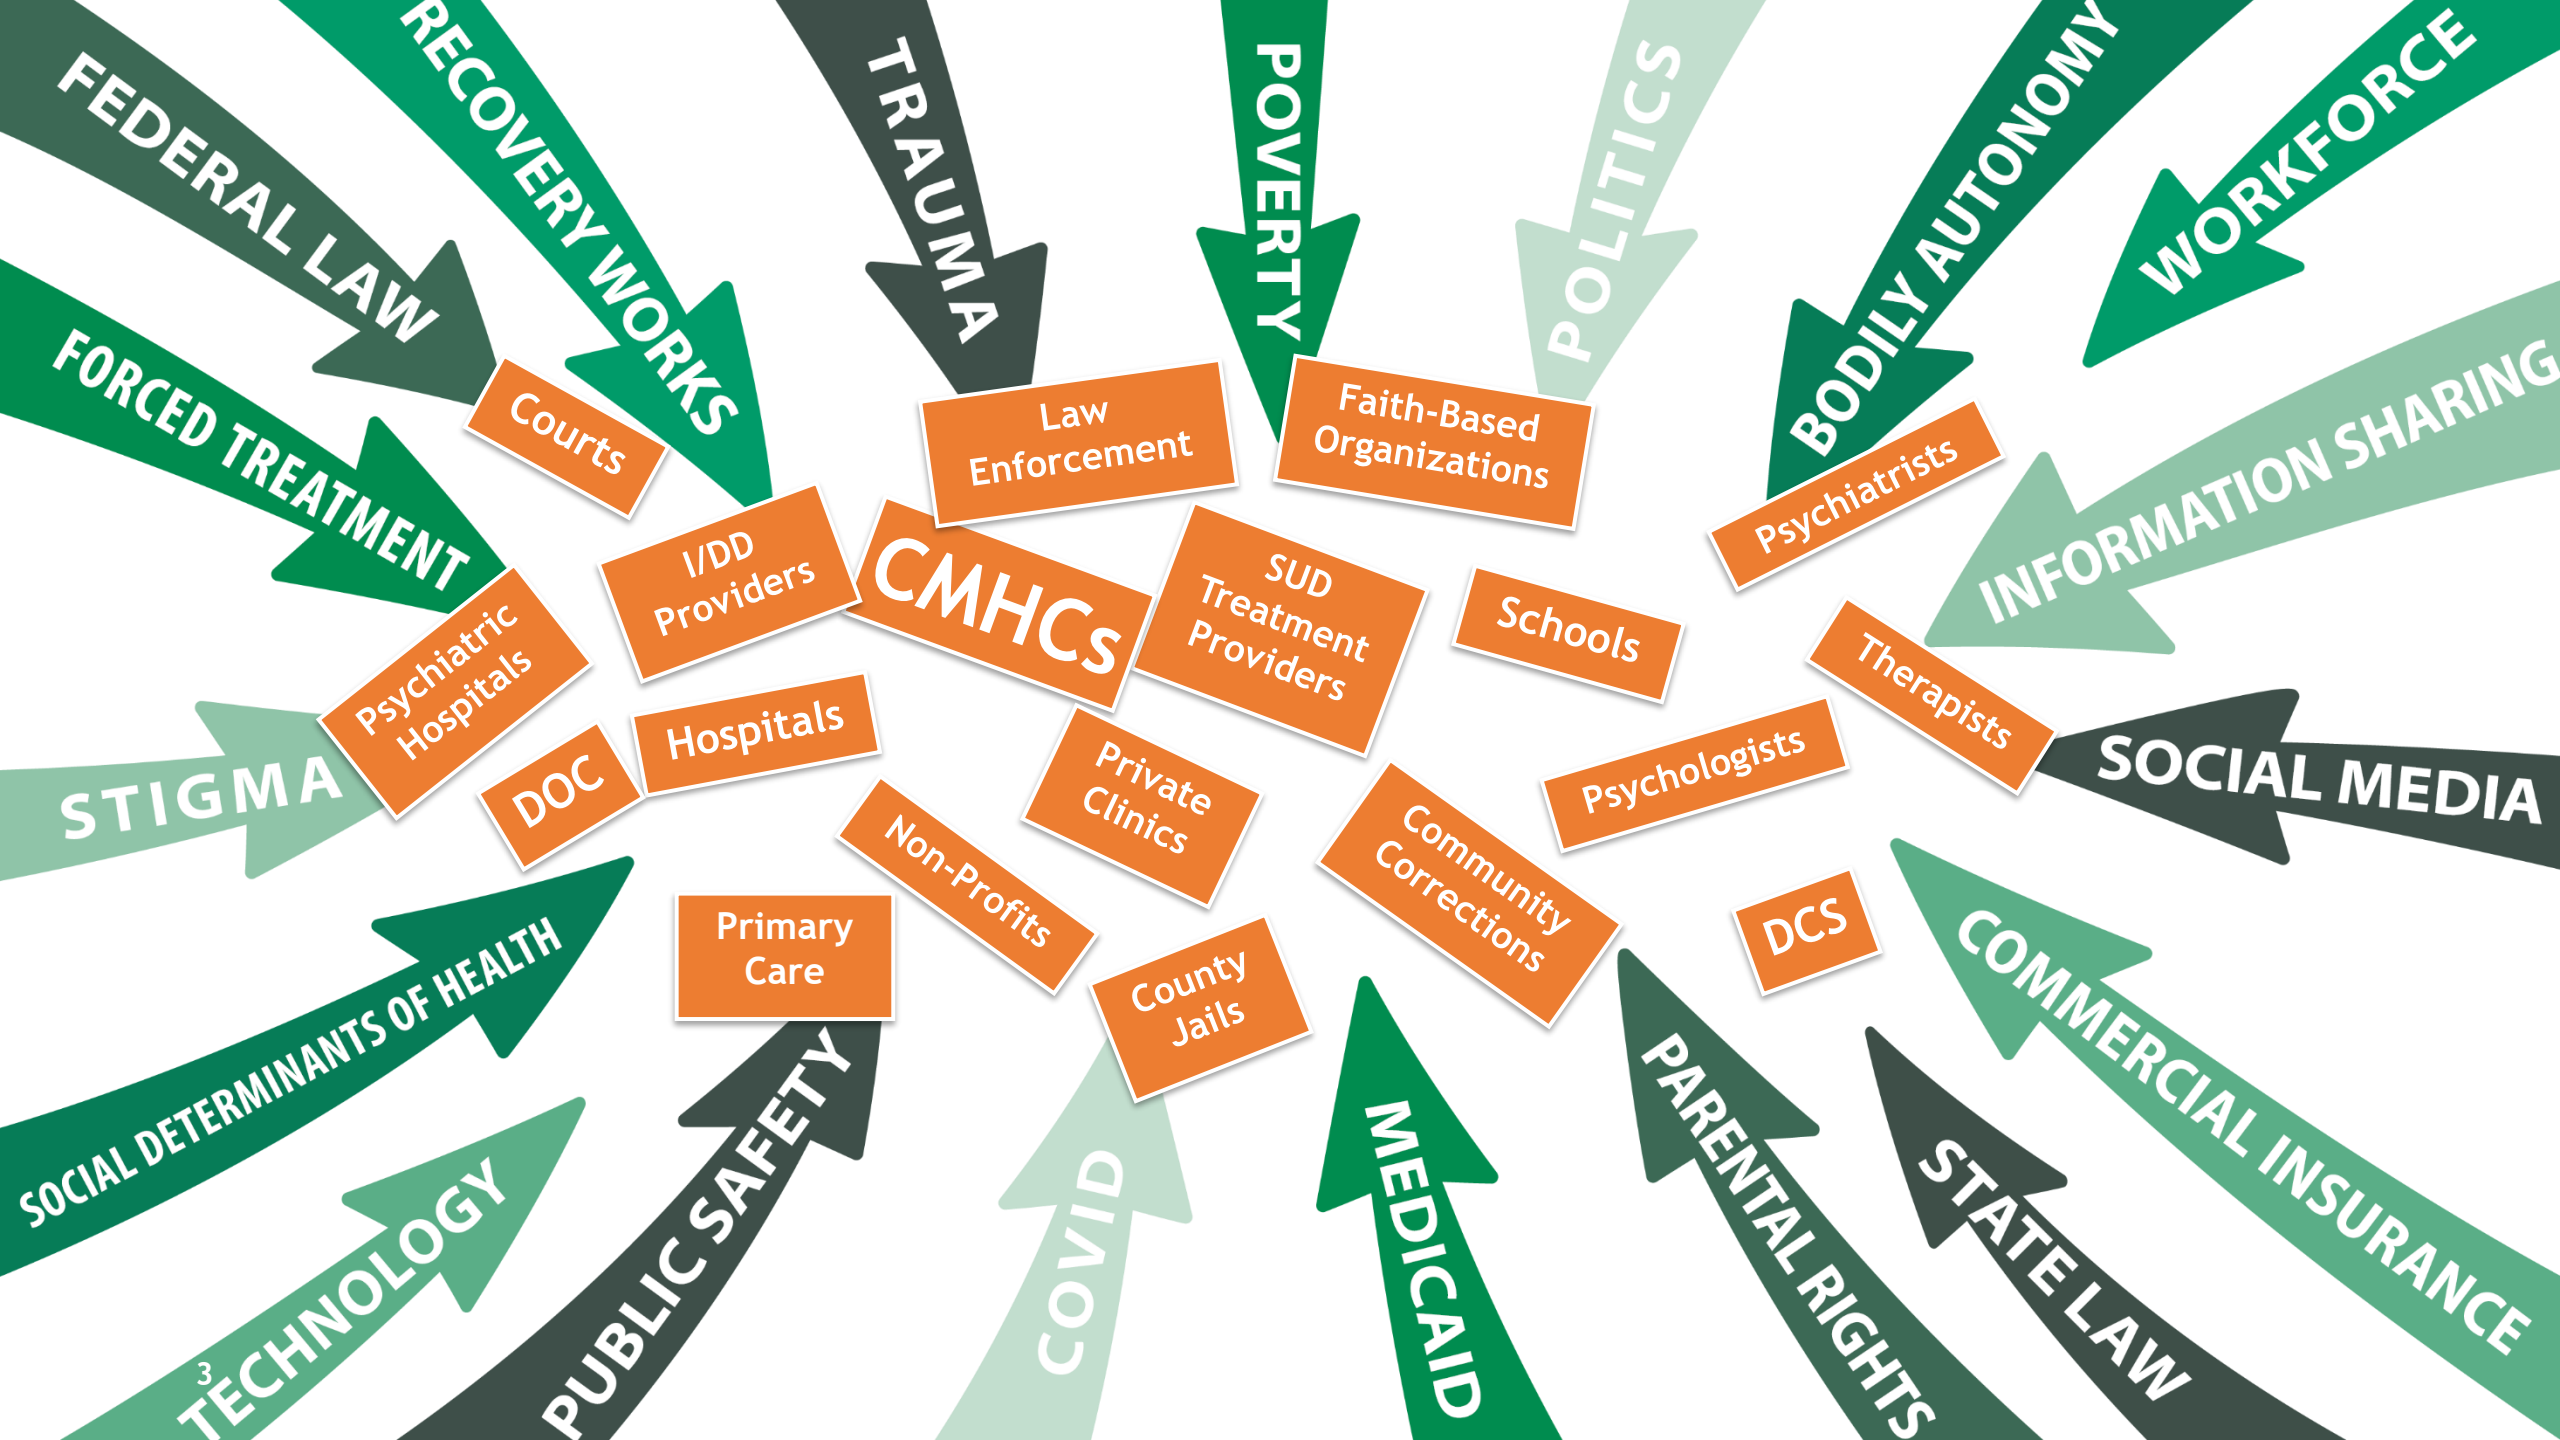 FEDERAL LAW
RECOVERY WORKS
TRAUMA
POVERTY
POLITICS
BODILY AUTONOMY
WORKFORCE
FORCED TREATMENT
INFORMATION SHARING
Courts
Law
Enforcement
Faith-Based
Organizations
Psychiatrists
I/DD
Providers
CMHCs
SUD
Treatment
Providers
Schools
Therapists
Psychiatric
Hospitals
STIGMA
DOC
Hospitals
Private
Clinics
Psychologists
SOCIAL MEDIA
Non-Profits
Community
Corrections
Primary
Care
County
Jails
DCS
SOCIAL DETERMINANTS OF HEALTH
COMMERCIAL INSURANCE
TECHNOLOGY
PUBLIC SAFETY
COVID
MEDICAID
PARENTAL RIGHTS
STATE LAW
3